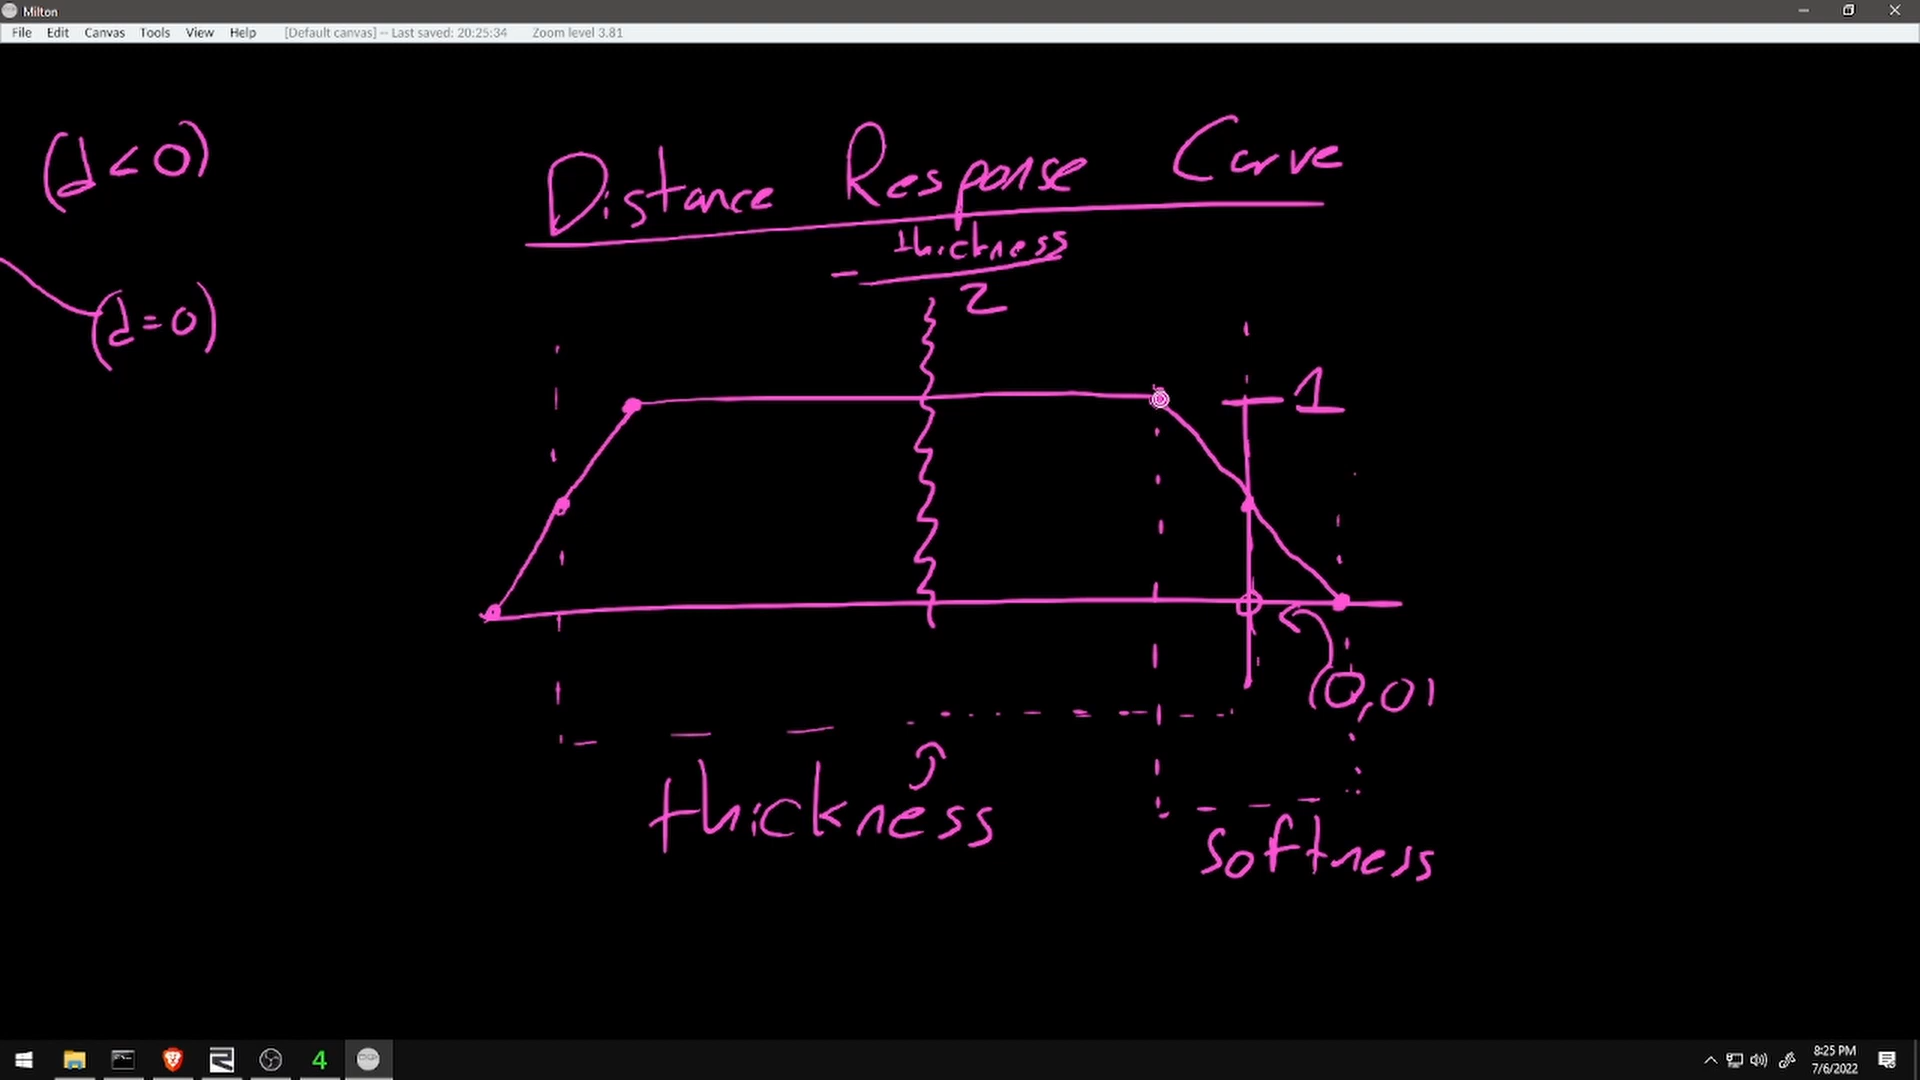 Milton
File Edit Canvas Tools View Help [Default canvas] -- Last saved: 20:25:34 Zoom level 3.81
(d < 0)
(d = 0)
Distance Response Curve
- thickness
2
1
(0,0)
thickness
softness
4
8:25 PM
7/6/2022